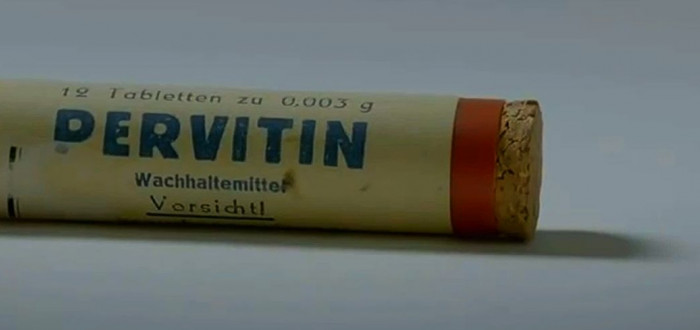 12 Tabletten zu 0,003 g
PERVITIN
Wachhaltemittel
Vorsicht!